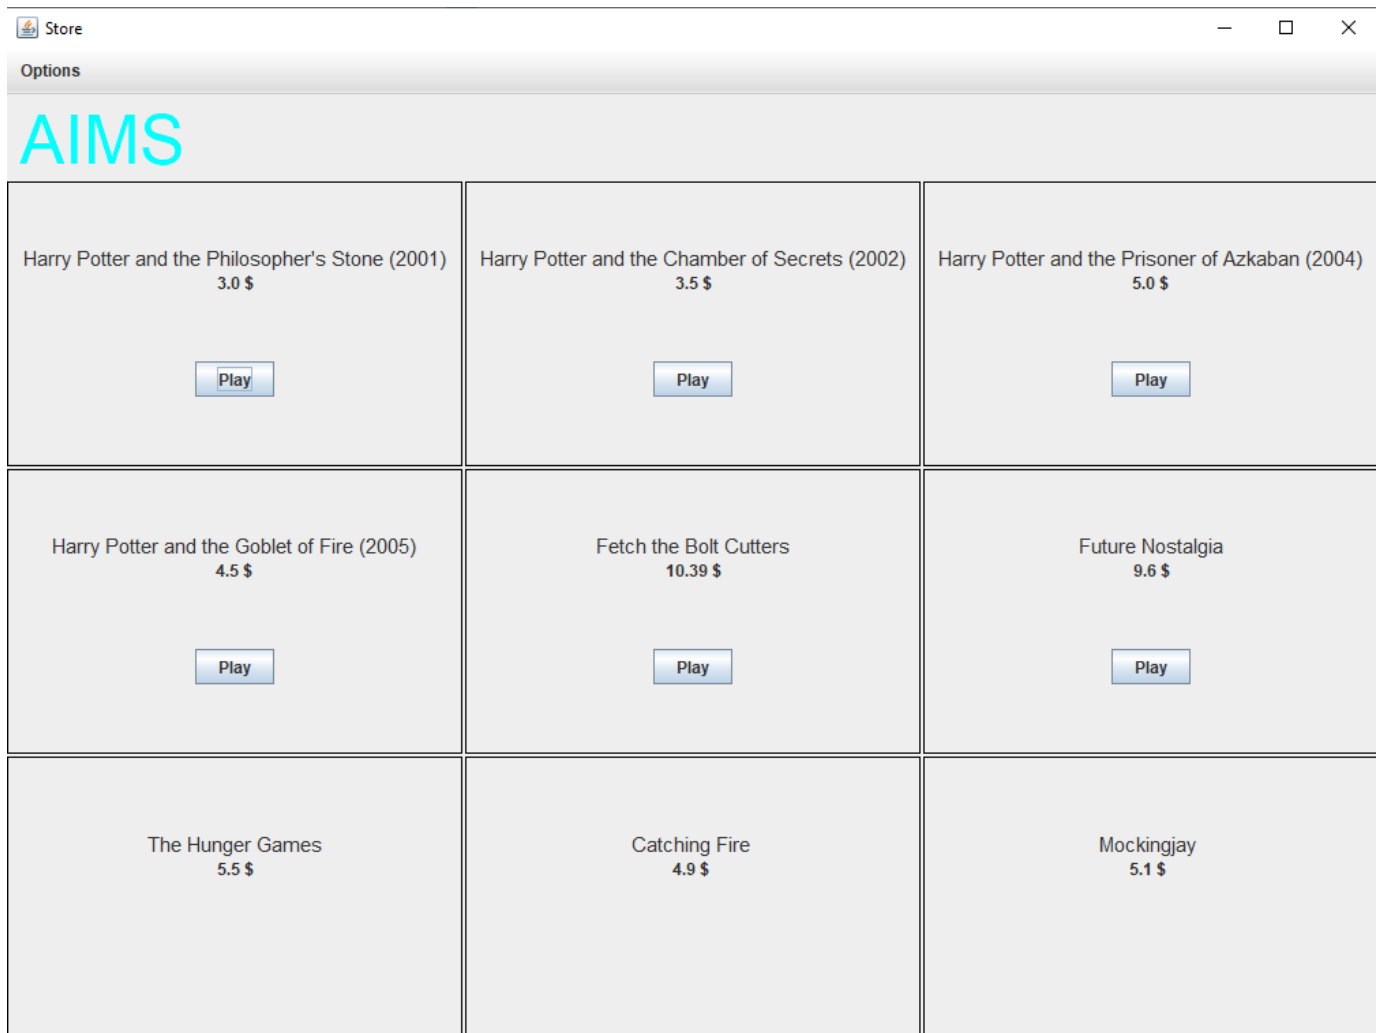 Store
Options
AIMS
Harry Potter and the Philosopher's Stone (2001)
3.0 $
Play
Harry Potter and the Chamber of Secrets (2002)
3.5 $
Play
Harry Potter and the Prisoner of Azkaban (2004)
5.0 $
Play
Harry Potter and the Goblet of Fire (2005)
4.5 $
Play
Fetch the Bolt Cutters
10.39 $
Play
Future Nostalgia
9.6 $
Play
The Hunger Games
5.5 $
Catching Fire
4.9 $
Mockingjay
5.1 $